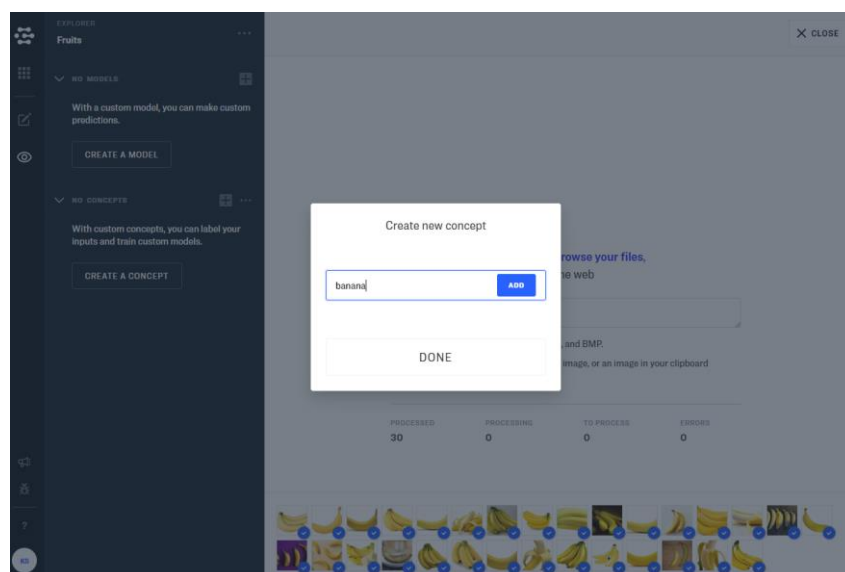 EXPLORER
Fruits
CLOSE
NO MODELS
With a custom model, you can make custom
predictions.
CREATE A MODEL
NO CONCEPTS
With custom concepts, you can label your
inputs and train custom models.
CREATE A CONCEPT
Create new concept
banana
ADD
DONE
rowse your files,
he web
, and BMP.
image, or an image in your clipboard
PROCESSED PROCESSING TO PROCESS ERRORS
30 0 0 0
?
KS